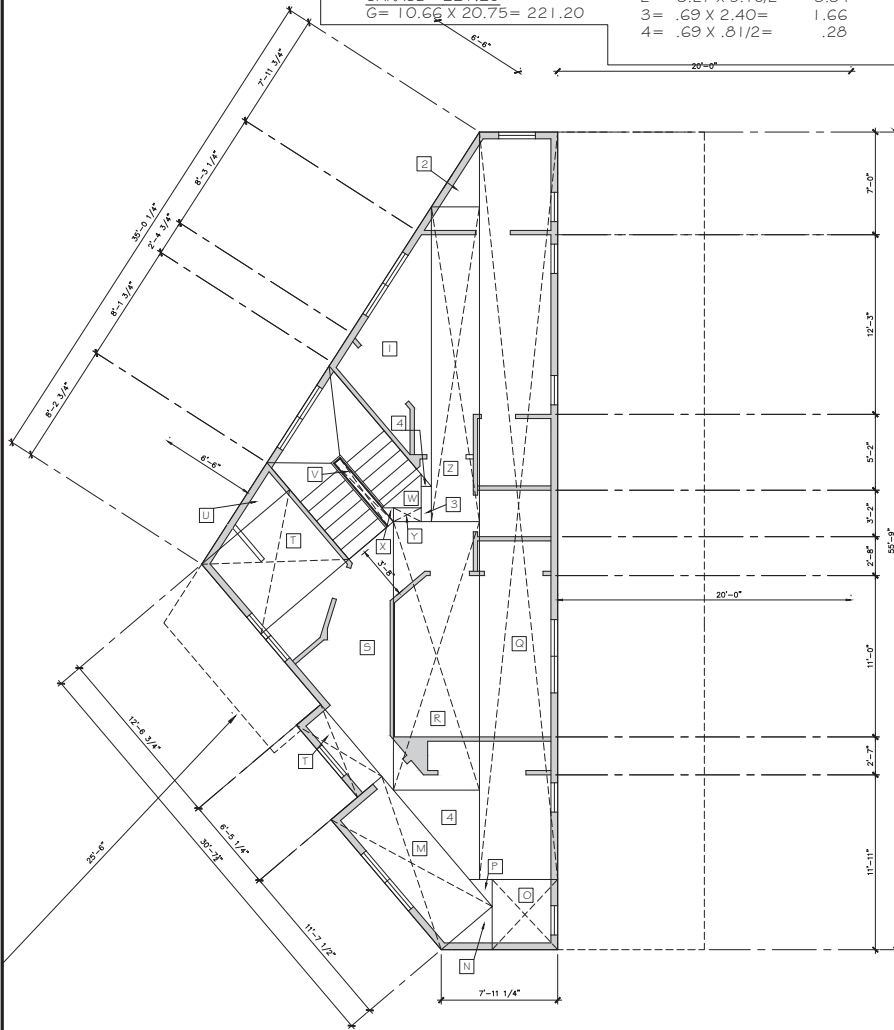 G= 10.66 X 20.75= 221.20
3= .69 X 2.40= 1.66
4= .69 X .81/2= .28
6'-6"
20'-0"
7'-11 3/4"
2
7'-0"
8'-3 1/4"
35'-0 1/4"
2'-4 3/4"
12'-3"
8'-1 3/4"
1
8'-2 3/4"
4
5'-2"
6'-6"
Z
V
W
3
3'-2"
U
X
Y
T
55'-9"
2'-8"
3'-8"
20'-0"
Q
S
11'-0"
R
12'-6 3/4"
T
2'-7"
4
6'-5 1/4"
M
30'-7 1/2"
25'-6"
P
O
11'-11"
11'-7 1/2"
N
7'-11 1/4"